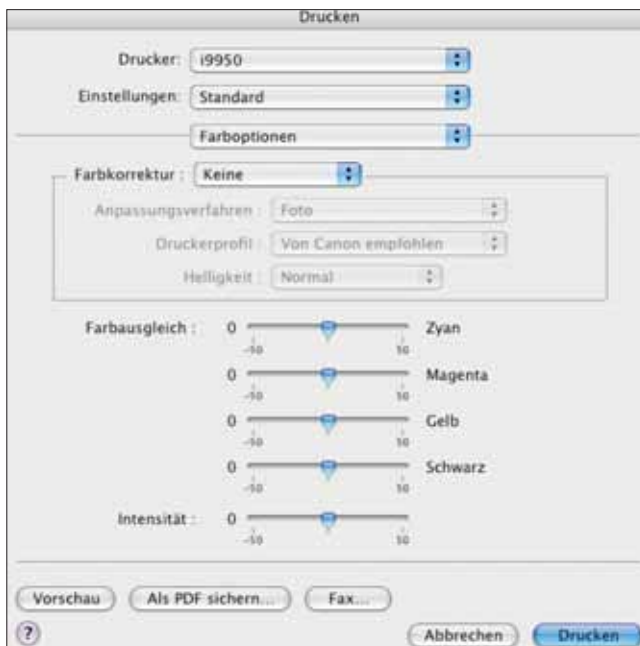 Drucken
Drucker: i9950
Einstellungen: Standard
Farboptionen
Farbkorrektur : Keine
Anpassungsverfahren : Foto
Druckerprofil : Von Canon empfohlen
Helligkeit : Normal
Farbausgleich : 0 Zyan
-50 50
0 Magenta
-50 50
0 Gelb
-50 50
0 Schwarz
-50 50
Intensität : 0
-50 50
Vorschau Als PDF sichern... Fax...
? Abbrechen Drucken